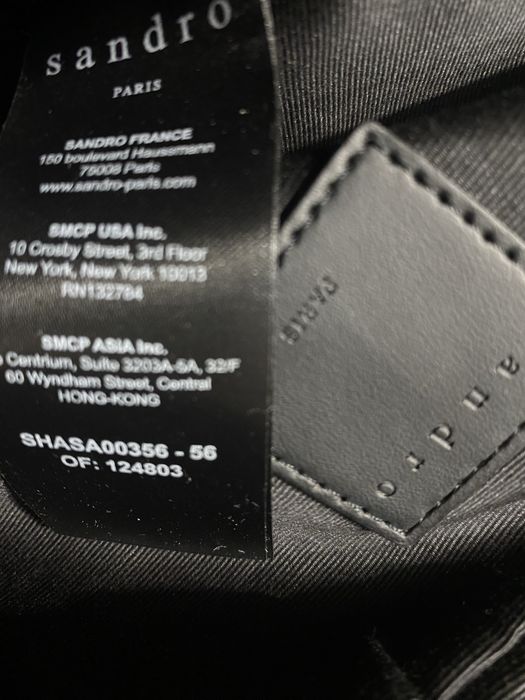 sandro
PARIS
SANDRO FRANCE
150 boulevard Haussmann
75008 Paris
www.sandro-paris.com
SMCP USA Inc.
10 Crosby Street, 3rd Floor
New York, New York 10013
RN132784
SMCP ASIA Inc.
Centrium, Suite 3203A-5A, 32/F
60 Wyndham Street, Central
HONG-KONG
SHASA00356 - 56
OF: 124803
PARIS
andro